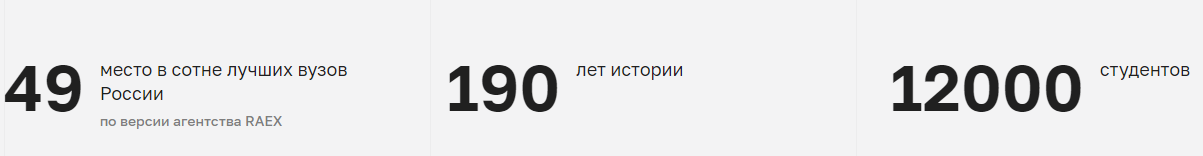 49
место в сотне лучших вузов
России
по версии агентства RAEX
190
лет истории
12000
студентов